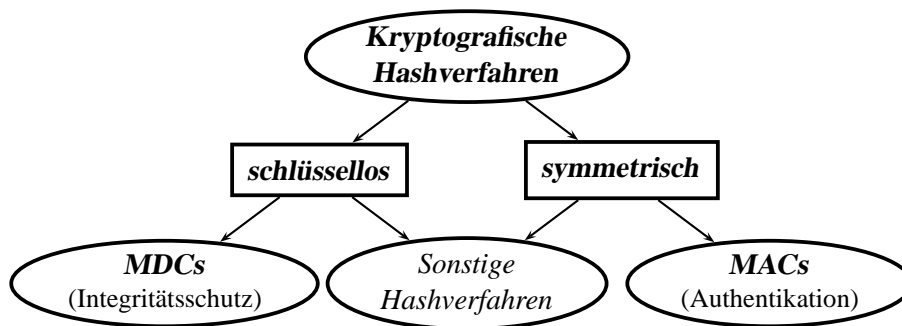 Kryptografische
Hashverfahren
schlüssellos
symmetrisch
MDCs
(Integritätsschutz)
Sonstige
Hashverfahren
MACs
(Authentikation)